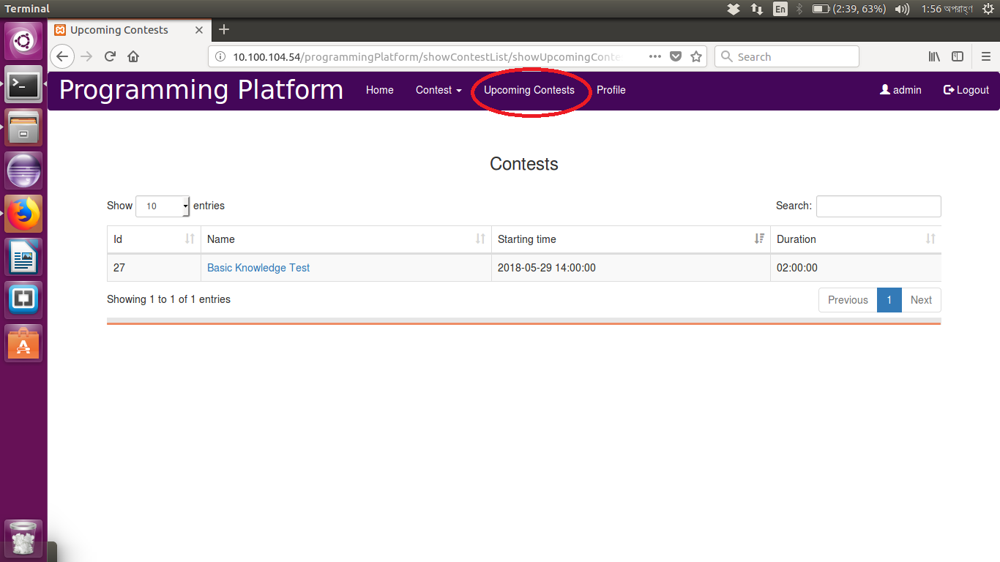 Terminal
En
(2:39, 63%)
1:56 অপরাহ্ণ
Upcoming Contests
10.100.104.54/programmingPlatform/showContestList/showUpcomingConte
Search
Programming Platform
Home
Contest
Upcoming Contests
Profile
admin
Logout
Contests
Show 10 entries
Search:
Id Name Starting time Duration
27 Basic Knowledge Test 2018-05-29 14:00:00 02:00:00
Showing 1 to 1 of 1 entries
Previous 1 Next